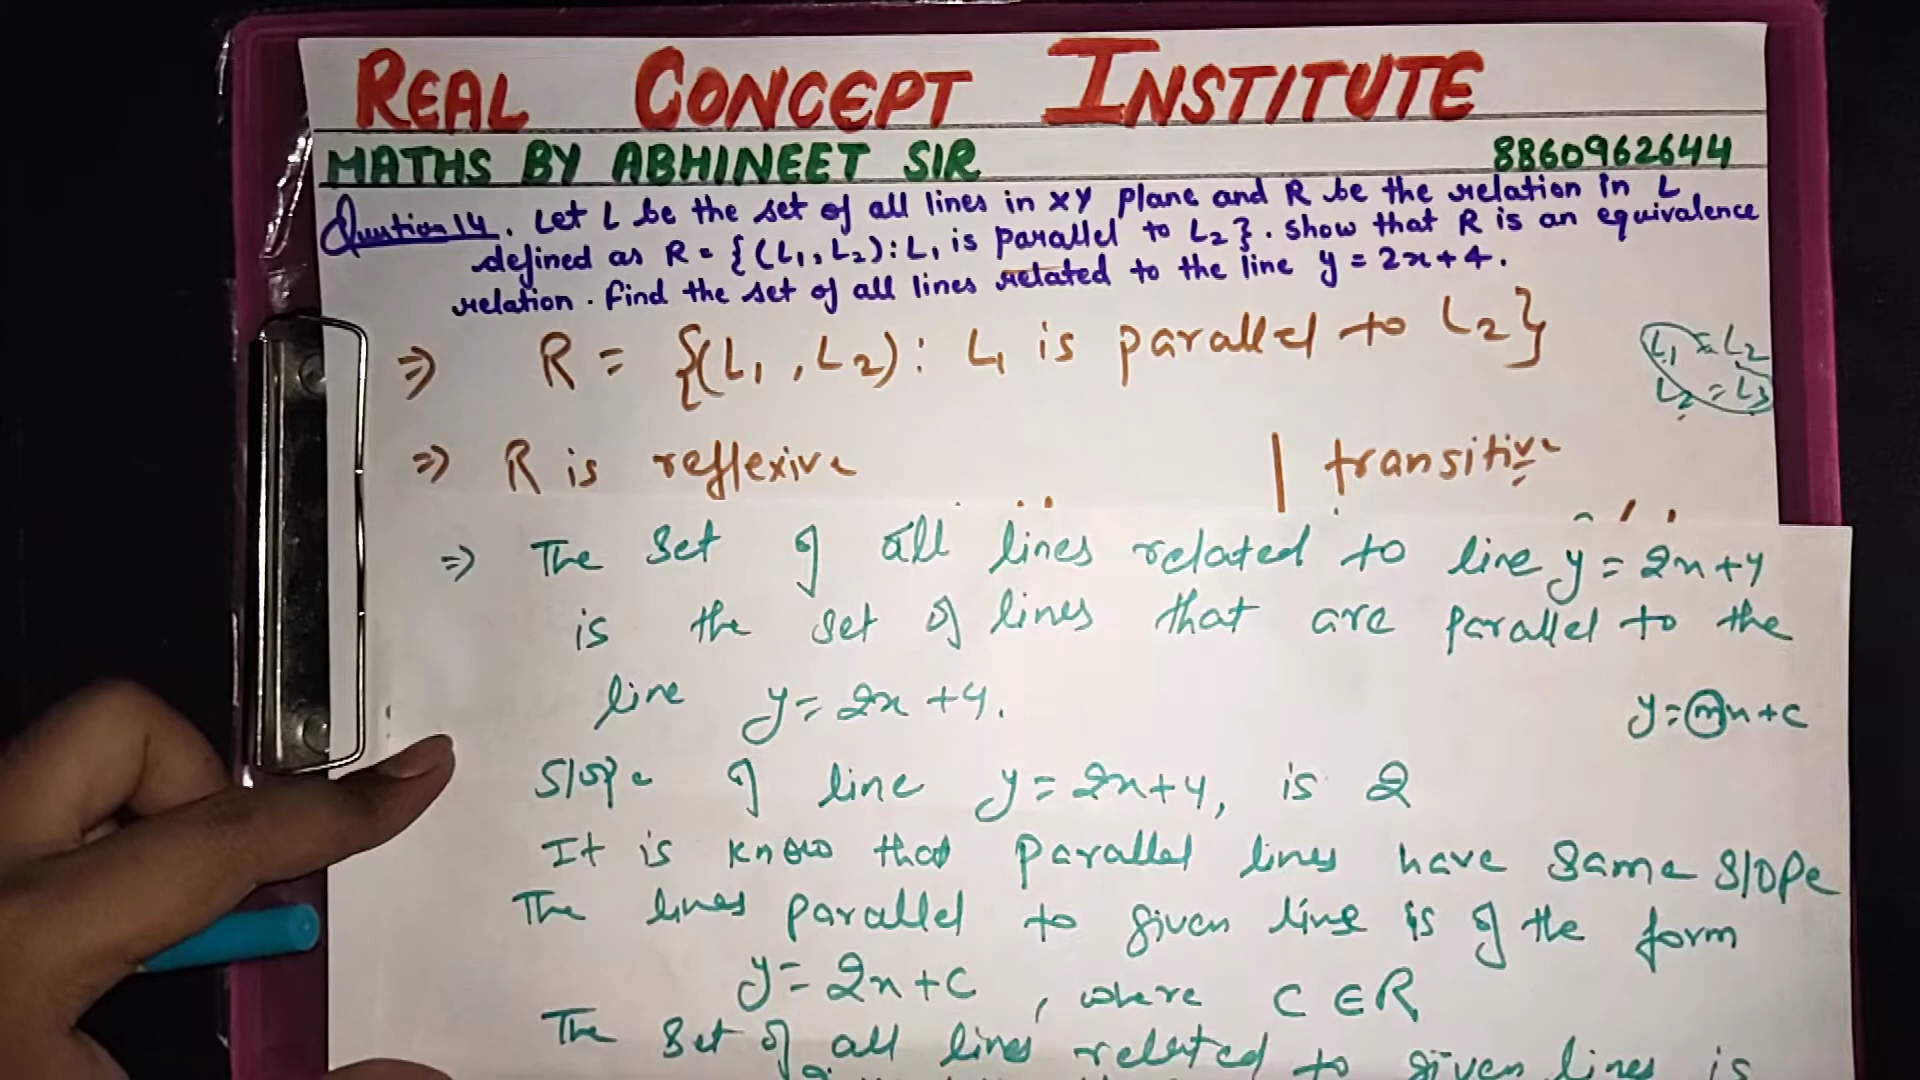 REAL CONCEPT INSTITUTE
MATHS BY ABHINEET SIR 8860962644
Question 14. Let L be the set of all lines in XY plane and R be the relation in L
defined as R = {(L₁, L₂): L₁ is parallel to L₂}. Show that R is an equivalence
relation. Find the set of all lines related to the line y = 2x+4.
⇒ R = {(L₁, L₂): L₁ is parallel to L₂}
L₁ = L₂
L₂ = L₃
⇒ R is reflexive | transitive
⇒ The set of all lines related to line y = 2x+4
is the set of lines that are parallel to the
line y = 2x+4.
y = mx+c
Slope of line y = 2x+4, is 2
It is know that parallel lines have same slope
The lines parallel to given line is of the form
y = 2x+c, where C ∈ R
The set of all lines related to given lines is